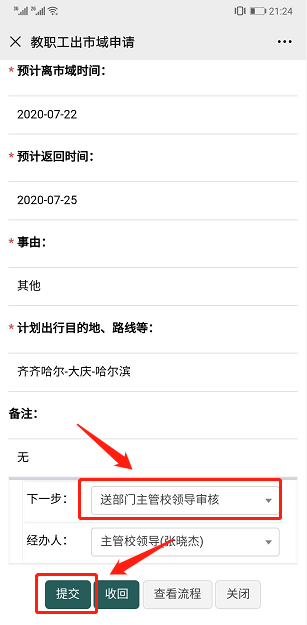 3G 2G 21:24
教职工出市域申请
* 预计离市域时间：
2020-07-22
* 预计返回时间：
2020-07-25
* 事由：
其他
* 计划出行目的地、路线等：
齐齐哈尔-大庆-哈尔滨
备注：
无
下一步： 送部门主管校领导审核
经办人： 主管校领导(张晓杰)
提交 收回 查看流程 关闭